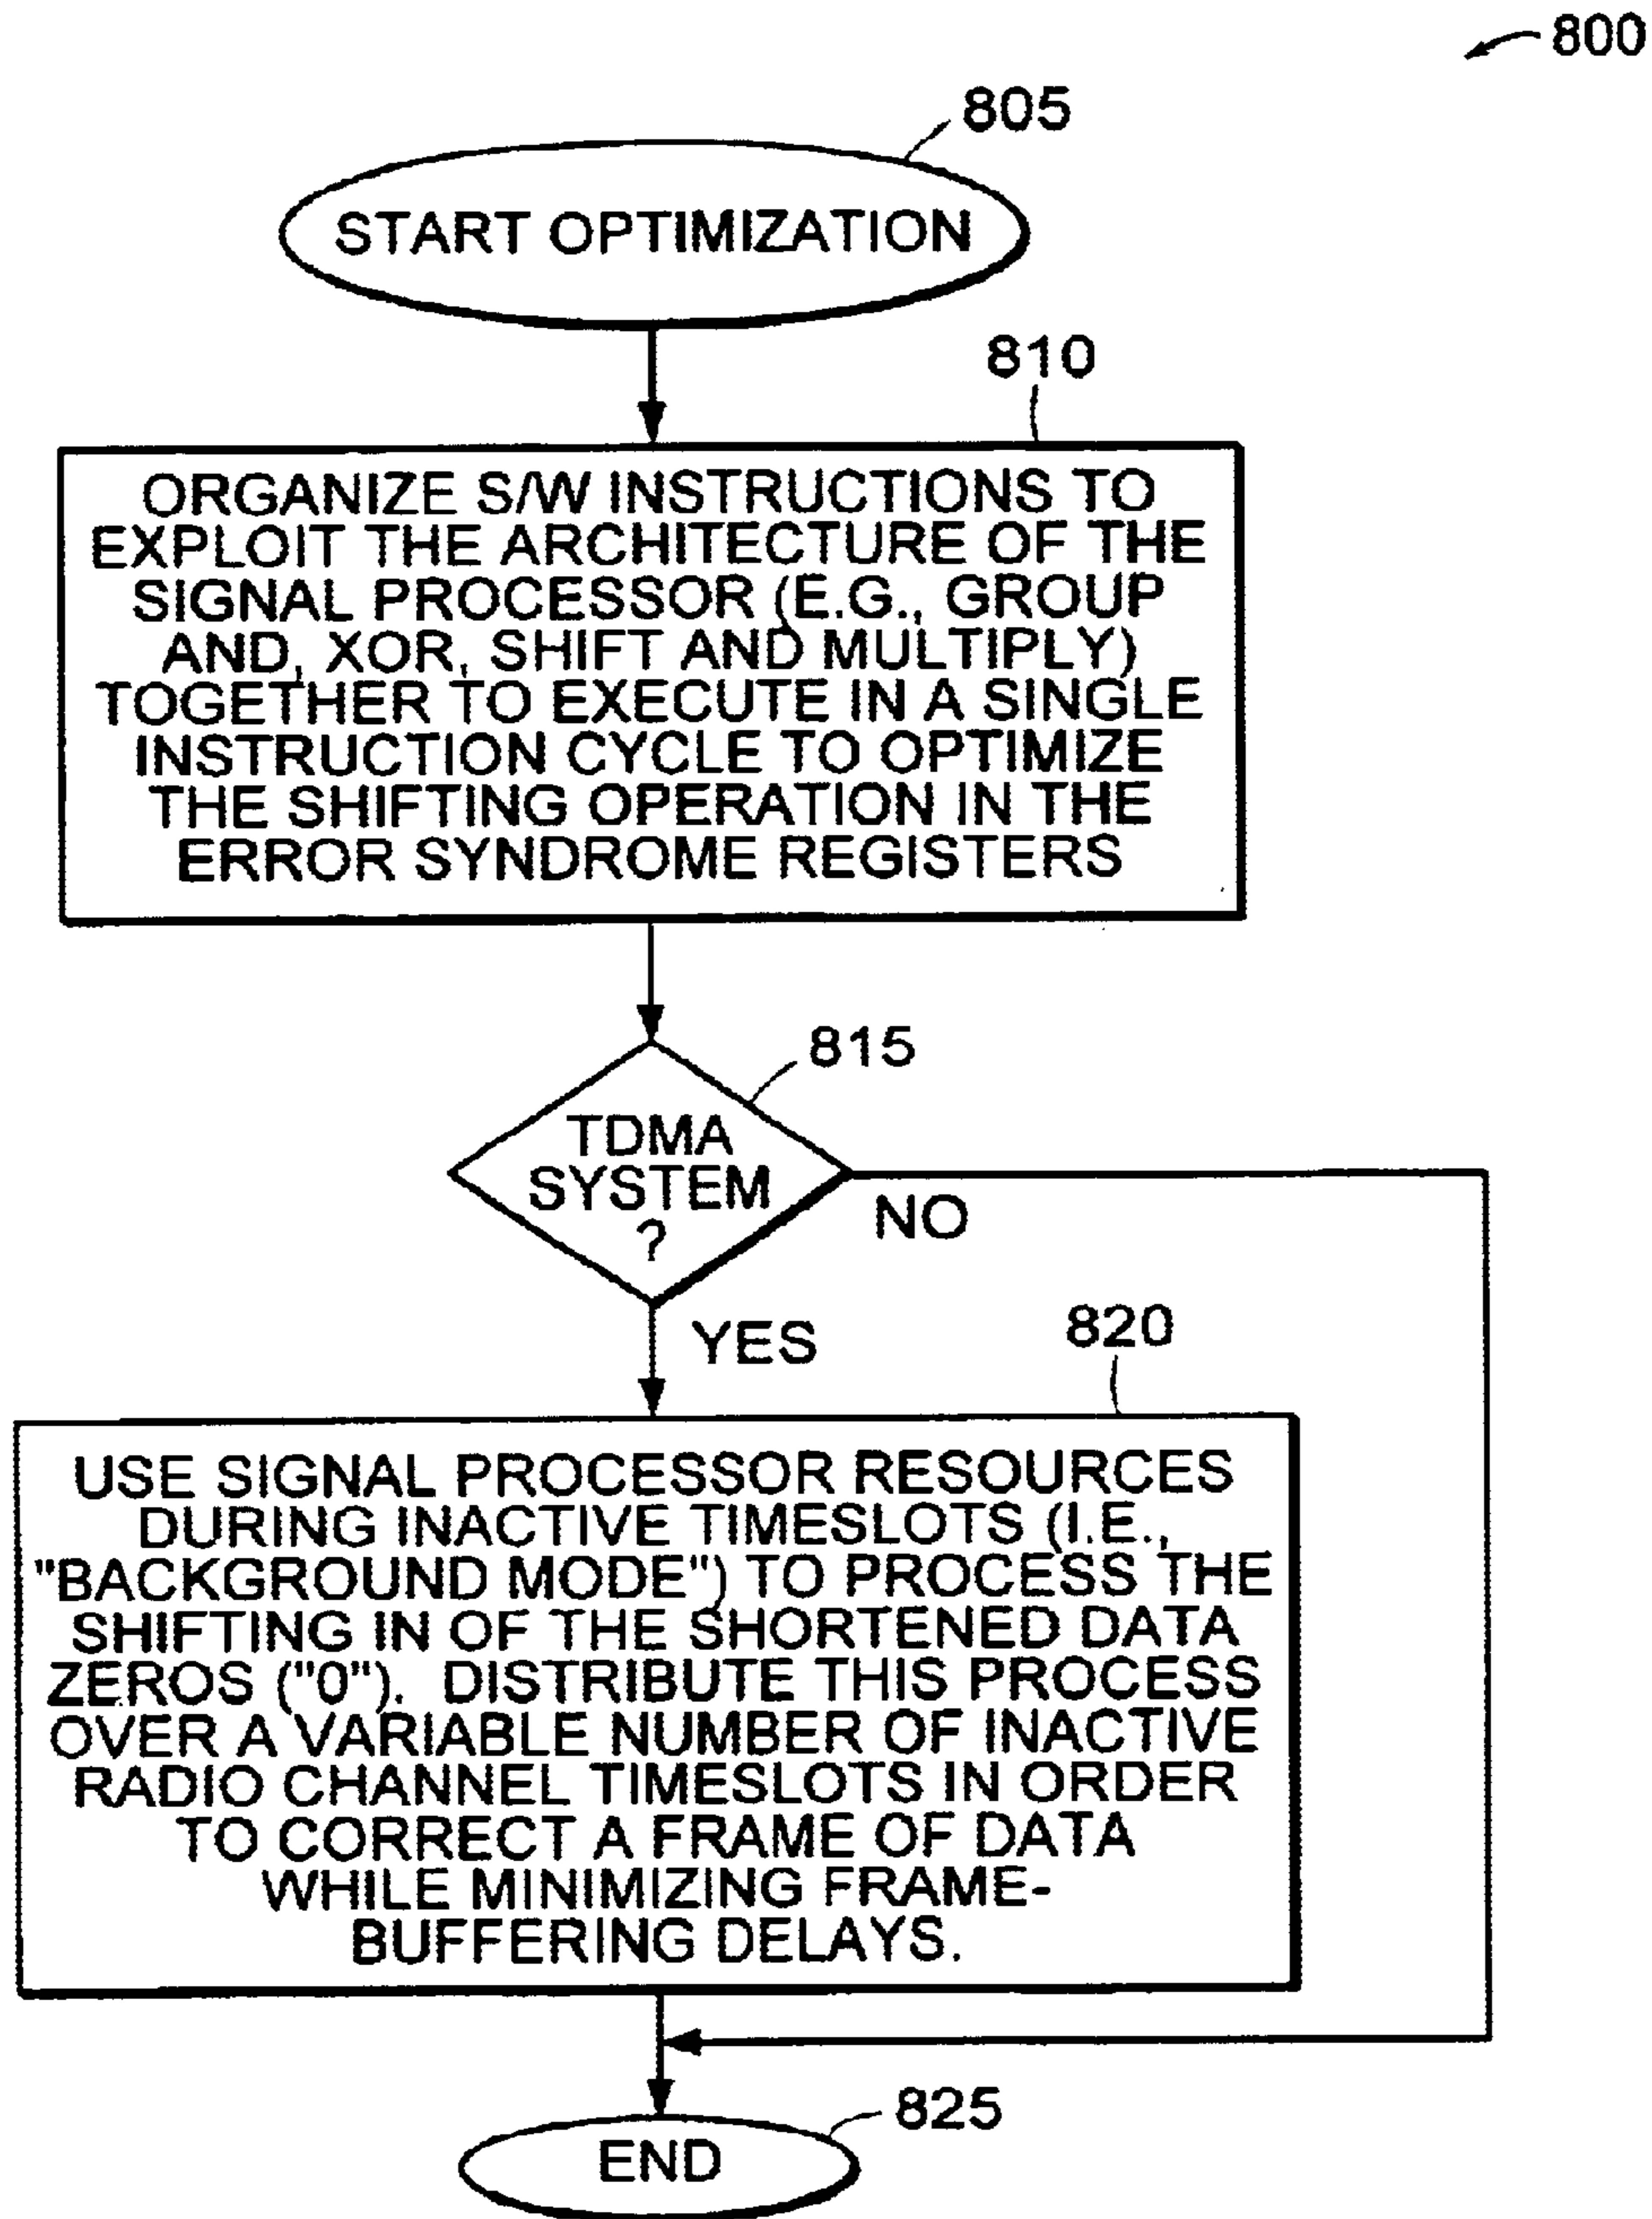 800
805
START OPTIMIZATION
810
ORGANIZE S/W INSTRUCTIONS TO
EXPLOIT THE ARCHITECTURE OF THE
SIGNAL PROCESSOR (E.G., GROUP
AND, XOR, SHIFT AND MULTIPLY)
TOGETHER TO EXECUTE IN A SINGLE
INSTRUCTION CYCLE TO OPTIMIZE
THE SHIFTING OPERATION IN THE
ERROR SYNDROME REGISTERS
815
TDMA
SYSTEM
?
NO
YES
820
USE SIGNAL PROCESSOR RESOURCES
DURING INACTIVE TIMESLOTS (I.E.,
"BACKGROUND MODE") TO PROCESS THE
SHIFTING IN OF THE SHORTENED DATA
ZEROS ("0"). DISTRIBUTE THIS PROCESS
OVER A VARIABLE NUMBER OF INACTIVE
RADIO CHANNEL TIMESLOTS IN ORDER
TO CORRECT A FRAME OF DATA
WHILE MINIMIZING FRAME-
BUFFERING DELAYS.
825
END